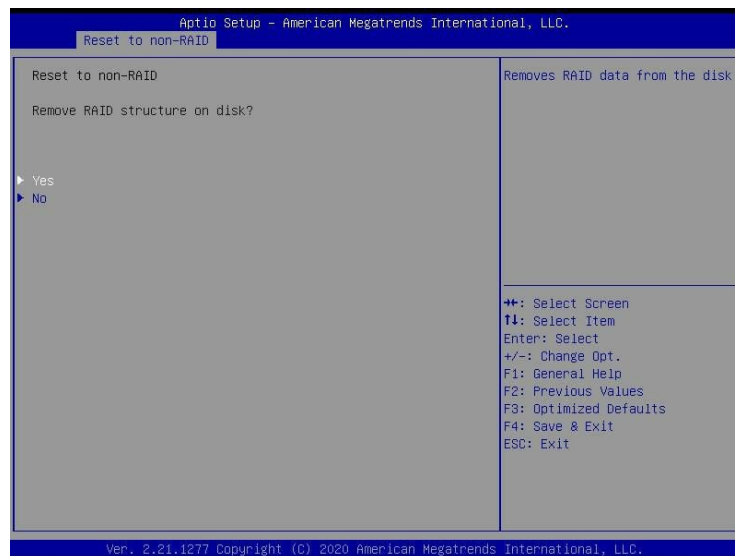 Aptio Setup – American Megatrends International, LLC.
Reset to non-RAID
Reset to non-RAID
Remove RAID structure on disk?
Yes
No
Removes RAID data from the disk
→←: Select Screen
↑↓: Select Item
Enter: Select
+/-: Change Opt.
F1: General Help
F2: Previous Values
F3: Optimized Defaults
F4: Save & Exit
ESC: Exit
Ver. 2.21.1277 Copyright (C) 2020 American Megatrends International, LLC.